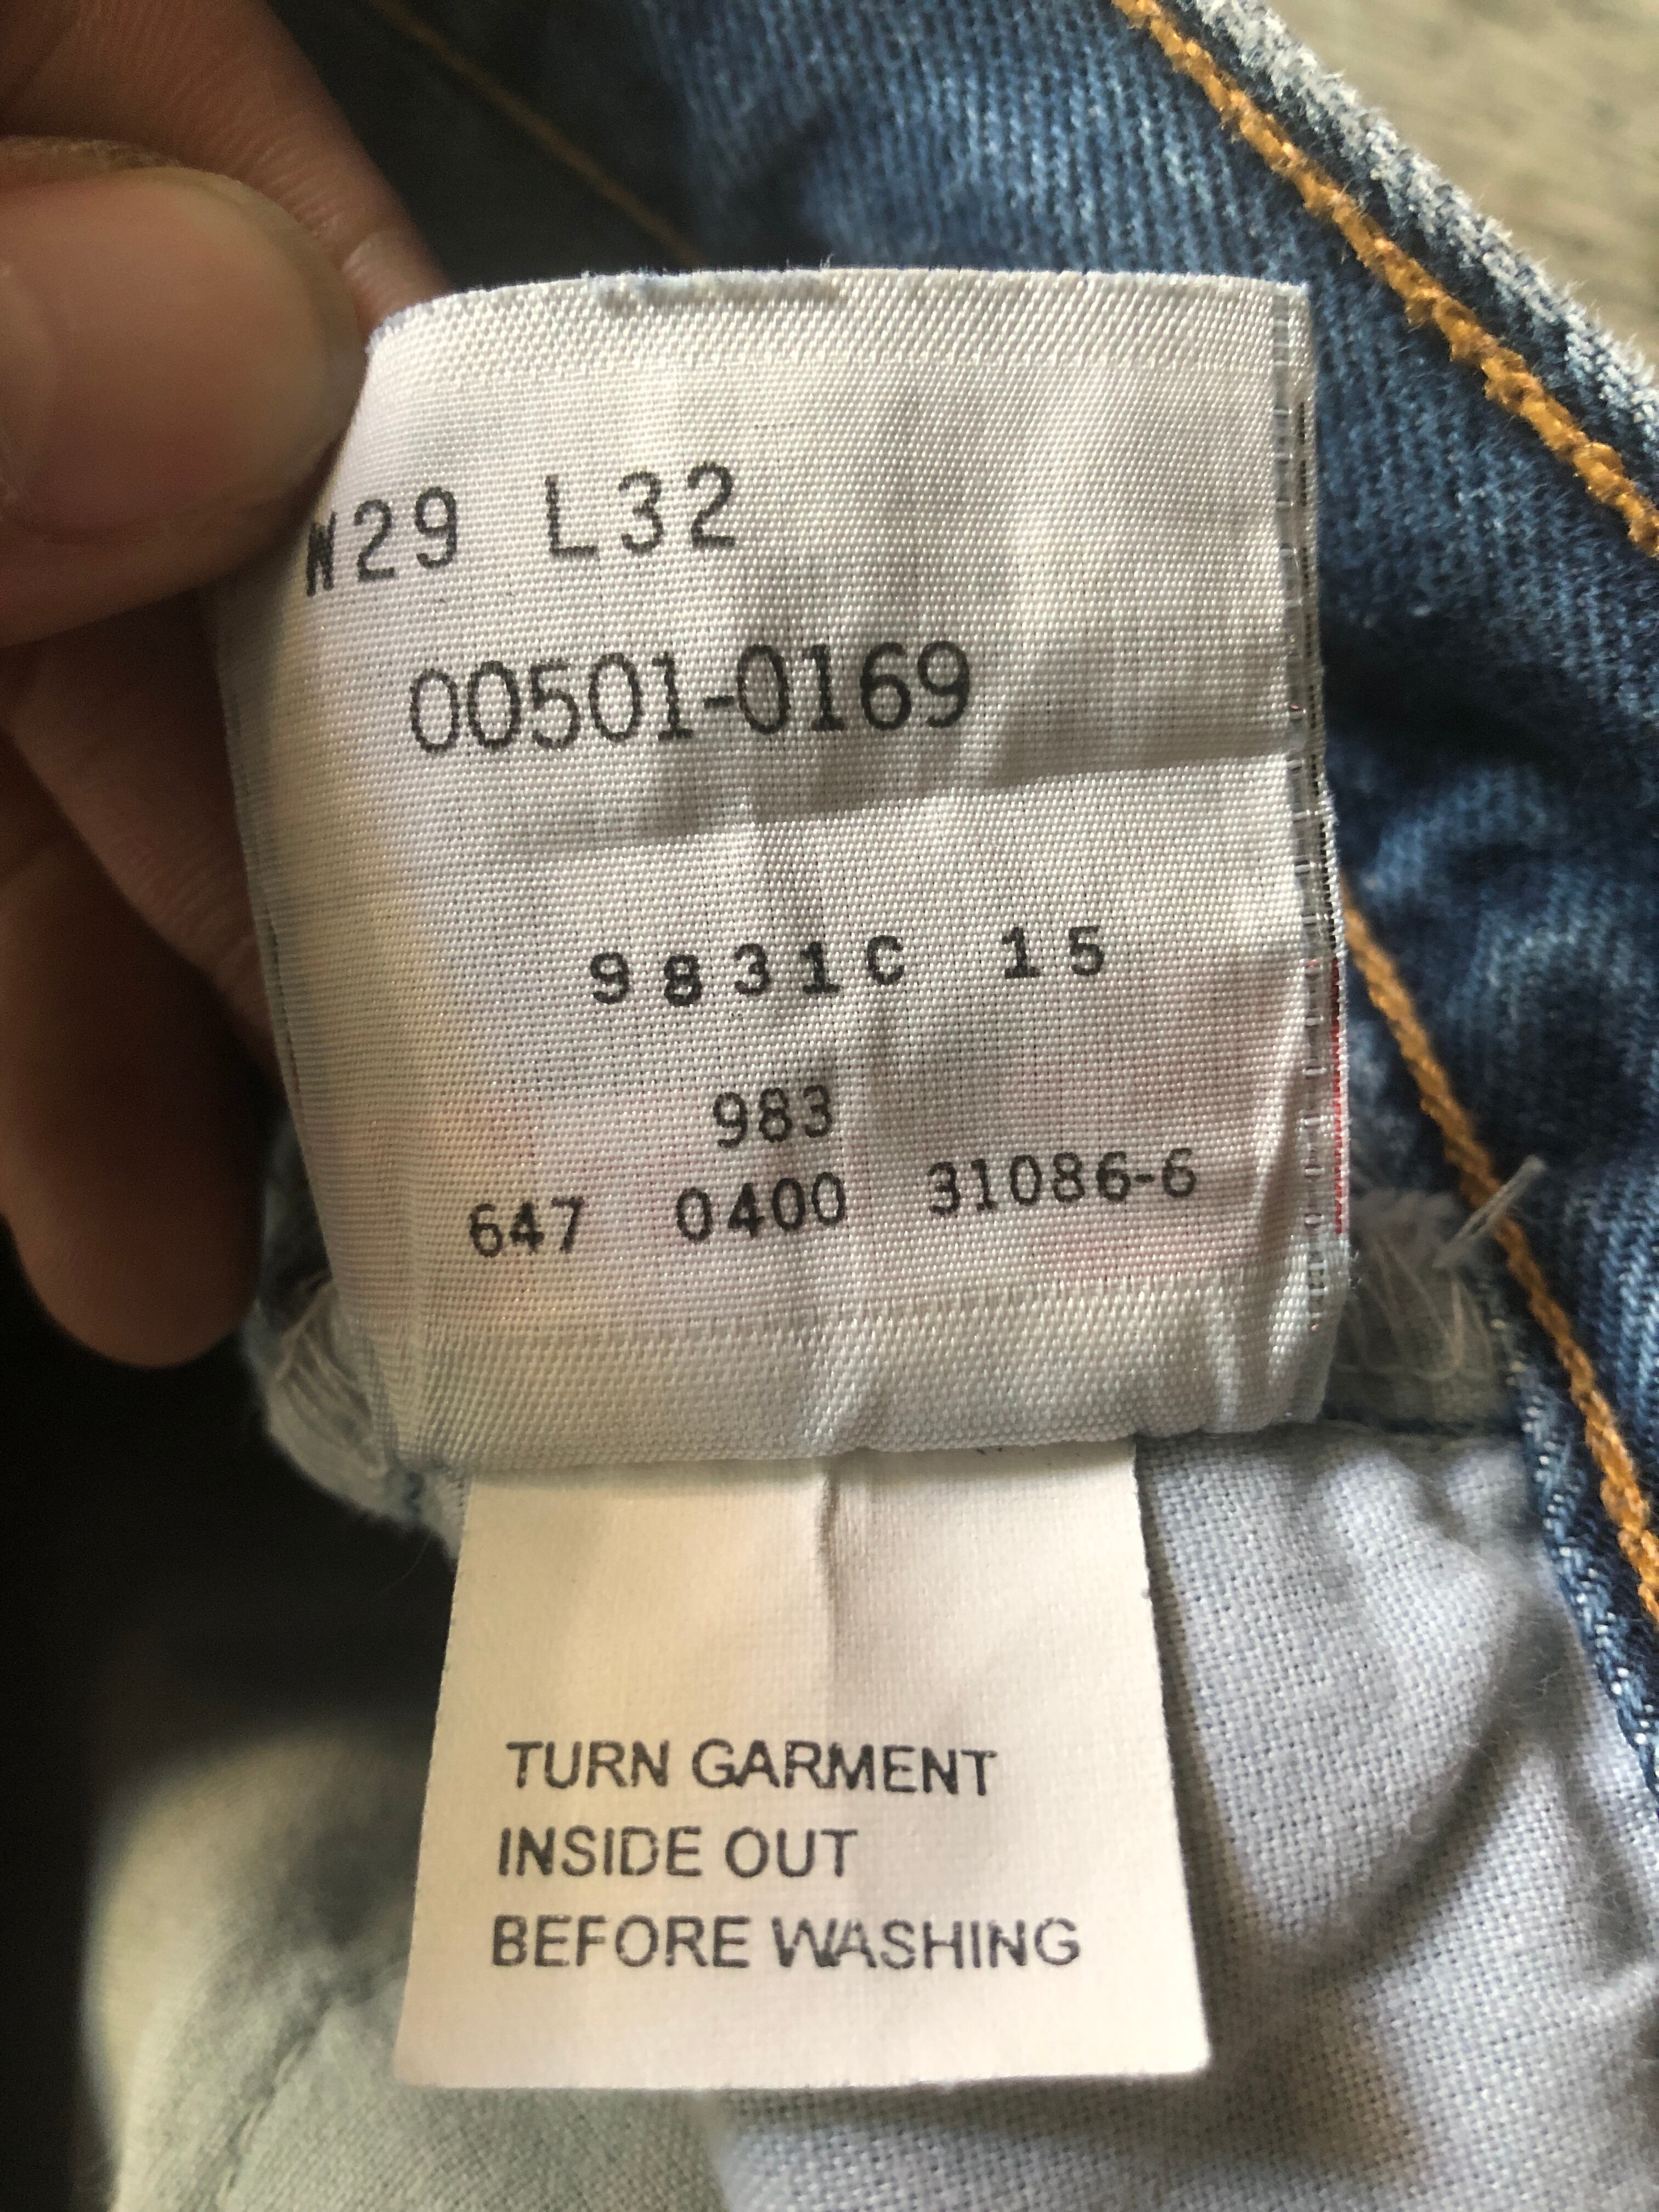 W29 L32
00501-0169
9831C 15
983
647 0400 31086-6
TURN GARMENT
INSIDE OUT
BEFORE WASHING